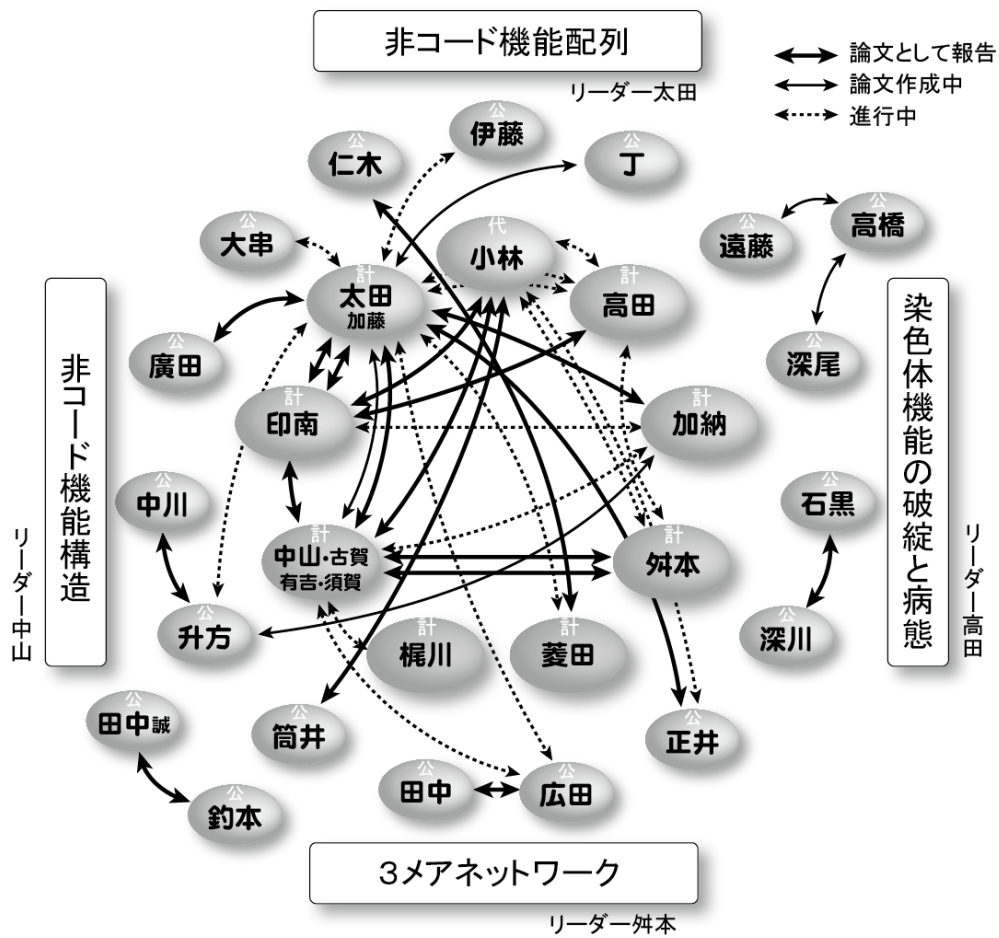 非コード機能配列
リーダー太田
論文として報告
論文作成中
進行中
公
伊藤
公
仁木
公
丁
公
大串
代
小林
公
遠藤
公
高橋
計
太田
加藤
計
高田
公
廣田
公
深尾
計
印南
計
加納
非コード機能構造
リーダー中山
染色体機能の破綻と病態
リーダー高田
公
中川
公
石黒
計
中山・古賀
有吉・須賀
計
舛本
公
升方
計
梶川
計
菱田
公
深川
公
田中誠
公
筒井
公
正井
公
釣本
公
田中
公
広田
3メアネットワーク
リーダー舛本